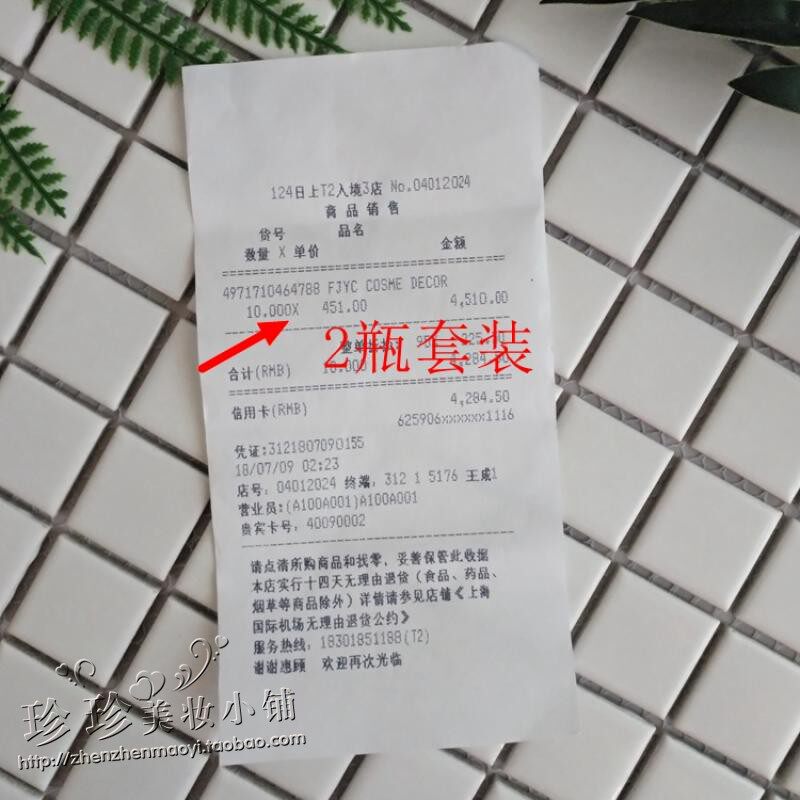 124日上T2入境3店 No.04012024
商品销售
货号 品名
数量 X 单价 金额
4971710464788 FJYC COSME DECOR
10.000X 451.00 4,510.00
2瓶套装
合计(RMB)
信用卡(RMB) 4,284.50
625906xxxxxx1116
凭证:3121807090155
18/07/09 02:23
店号: 04012024 终端: 312 1 5176 王威1
营业员:(A100A001)A100A001
贵宾卡号: 40090002
请点清所购商品和找零，妥善保管此收据
本店实行十四天无理由退货（食品、药品、
烟草等商品除外）详情请参见店铺《上海
国际机场无理由退货公约》
服务热线: 18301851188(T2)
谢谢惠顾 欢迎再次光临
珍珍美妆小铺
http://zhenzhenmaoyi.taobao.com